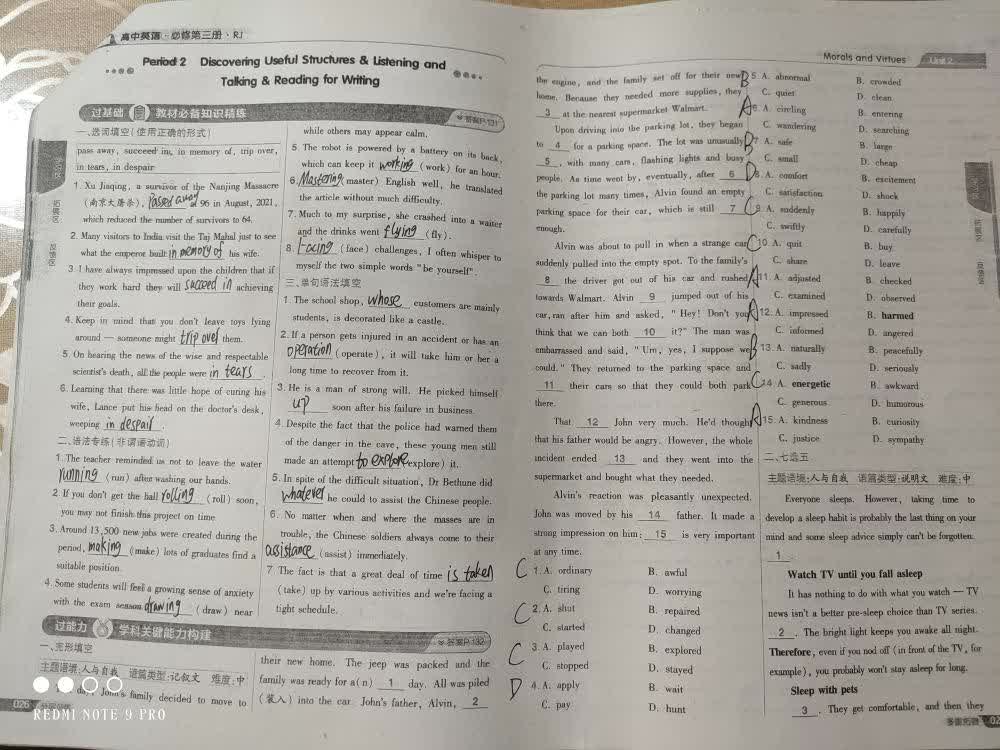 高中英语·必修第三册·RJ
Period 2 Discovering Useful Structures & Listening and
Talking & Reading for Writing
过基础 教材必备知识精练
答案P.131
一、选词填空(使用正确的形式)
pass away, succeed in, in memory of, trip over,
in tears, in despair
1. Xu Jiaqing, a survivor of the Nanjing Massacre
(南京大屠杀), passed away at 96 in August, 2021,
which reduced the number of survivors to 64.
2. Many visitors to India visit the Taj Mahal just to see
what the emperor built in memory of his wife.
3. I have always impressed upon the children that if
they work hard they will succeed in achieving
their goals.
4. Keep in mind that you don't leave toys lying
around — someone might trip over them.
5. On hearing the news of the wise and respectable
scientist's death, all the people were in tears.
6. Learning that there was little hope of curing his
wife, Lance put his head on the doctor's desk,
weeping in despair.
二、语法专练(非谓语动词)
1. The teacher reminded us not to leave the water
running (run) after washing our hands.
2. If you don't get the ball rolling (roll) soon,
you may not finish this project on time
3. Around 13,500 new jobs were created during the
period, making (make) lots of graduates find a
suitable position.
4. Some students will feel a growing sense of anxiety
with the exam season drawing (draw) near
while others may appear calm.
5. The robot is powered by a battery on its back,
which can keep it working (work) for an hour.
6. Mastering (master) English well, he translated
the article without much difficulty.
7. Much to my surprise, she crashed into a waiter
and the drinks went flying (fly).
8. Facing (face) challenges, I often whisper to
myself the two simple words "be yourself".
三、单句语法填空
1. The school shop, whose customers are mainly
students, is decorated like a castle.
2. If a person gets injured in an accident or has an
operation (operate), it will take him or her a
long time to recover from it.
3. He is a man of strong will. He picked himself
up soon after his failure in business.
4. Despite the fact that the police had warned them
of the danger in the cave, these young men still
made an attempt to explore (explore) it.
5. In spite of the difficult situation, Dr Bethune did
whatever he could to assist the Chinese people.
6. No matter when and where the masses are in
trouble, the Chinese soldiers always come to their
assistance (assist) immediately.
7 The fact is that a great deal of time is taken
(take) up by various activities and we're facing a
tight schedule.
过能力 学科关键能力构建
答案P.132
一、完形填空
主题语境:人与自我 语篇类型:记叙文 难度:中
day, John's family decided to move to
their new home. The jeep was packed and the
family was ready for a(n) 1 day. All was piled
(装入) into the car. John's father, Alvin, 2
026
REDMI NOTE 9 PRO
Morals and Virtues Unit 2
the engine, and the family set off for their new
home. Because they needed more supplies, they
3 at the nearest supermarket Walmart.
Upon driving into the parking lot, they began
to 4 for a parking space. The lot was unusually
5, with many cars, flashing lights and busy
people. As time went by, eventually, after 6
the parking lot many times, Alvin found an empty
parking space for their car, which is still 7
enough.
Alvin was about to pull in when a strange car
suddenly pulled into the empty spot. To the family's
8 the driver got out of his car and rushed
towards Walmart. Alvin 9 jumped out of his
car, ran after him and asked, "Hey! Don't you
think that we can both 10 it?" The man was
embarrassed and said, "Um, yes, I suppose we
could." They returned to the parking space and
11 their cars so that they could both park
there.
That 12 John very much. He'd thought
that his father would be angry. However, the whole
incident ended 13 and they went into the
supermarket and bought what they needed.
Alvin's reaction was pleasantly unexpected.
John was moved by his 14 father. It made a
strong impression on him: 15 is very important
at any time.
C 1. A. ordinary B. awful
C. tiring D. worrying
C 2. A. shut B. repaired
C. started D. changed
C 3. A. played B. explored
C. stopped D. stayed
D 4. A. apply B. wait
C. pay D. hunt
B 5 A. abnormal B. crowded
C. quiet D. clean
A 6. A. circling B. entering
C. wandering D. searching
B 7. A. safe B. large
C. small D. cheap
D 8. A. comfort B. excitement
C. satisfaction D. shock
C 9. A. suddenly B. happily
C. swiftly D. carefully
C 10. A. quit B. buy
C. share D. leave
A 11. A. adjusted B. checked
C. examined D. observed
A 12. A. impressed B. harmed
C. informed D. angered
B 13. A. naturally B. peacefully
C. sadly D. seriously
C 14 A. energetic B. awkward
C. generous D. humorous
A 15. A. kindness B. curiosity
C. justice D. sympathy
二、七选五
主题语境:人与自我 语篇类型:说明文 难度:中
Everyone sleeps. However, taking time to
develop a sleep habit is probably the last thing on your
mind and some sleep advice simply can't be forgotten.
1
Watch TV until you fall asleep
It has nothing to do with what you watch — TV
news isn't a better pre-sleep choice than TV series.
2. The bright light keeps you awake all night.
Therefore, even if you nod off (in front of the TV, for
example), you probably won't stay asleep for long.
Sleep with pets
3. They get comfortable, and then they